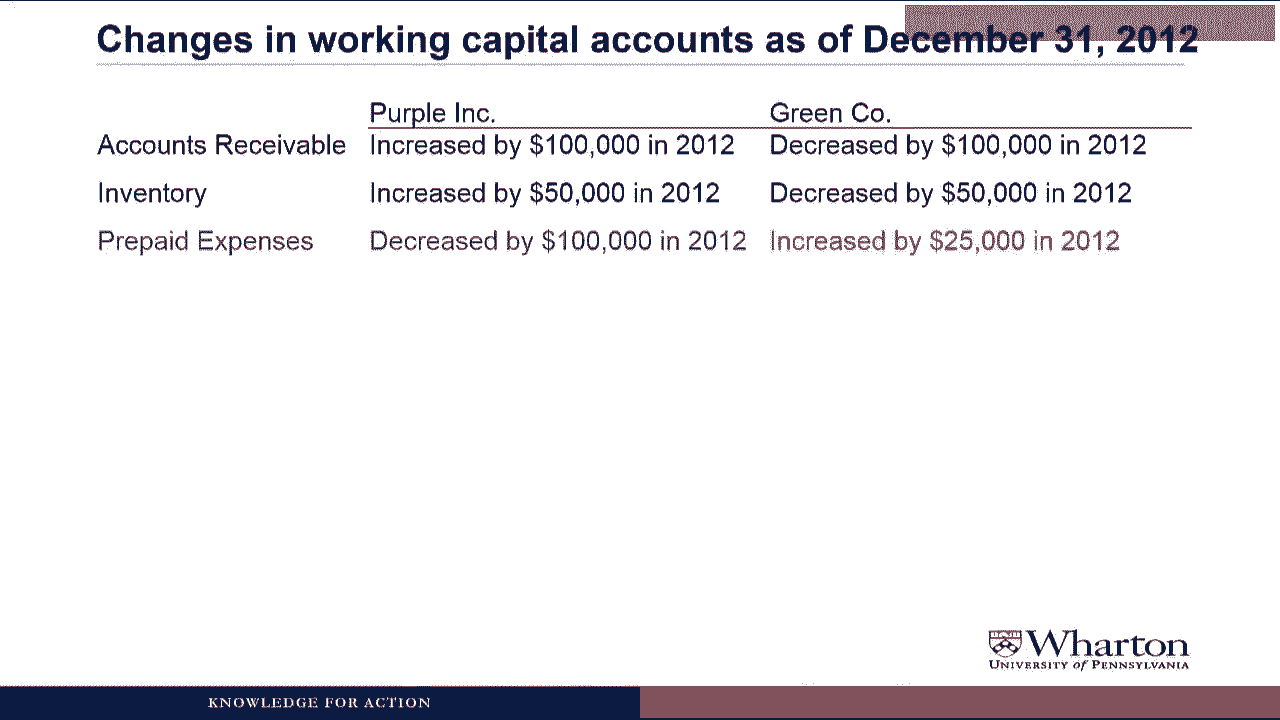 Changes in working capital accounts as of December 31, 2012
Purple Inc. Green Co.
Accounts Receivable Increased by $100,000 in 2012 Decreased by $100,000 in 2012
Inventory Increased by $50,000 in 2012 Decreased by $50,000 in 2012
Prepaid Expenses Decreased by $100,000 in 2012 Increased by $25,000 in 2012
Wharton
UNIVERSITY of PENNSYLVANIA
KNOWLEDGE FOR ACTION